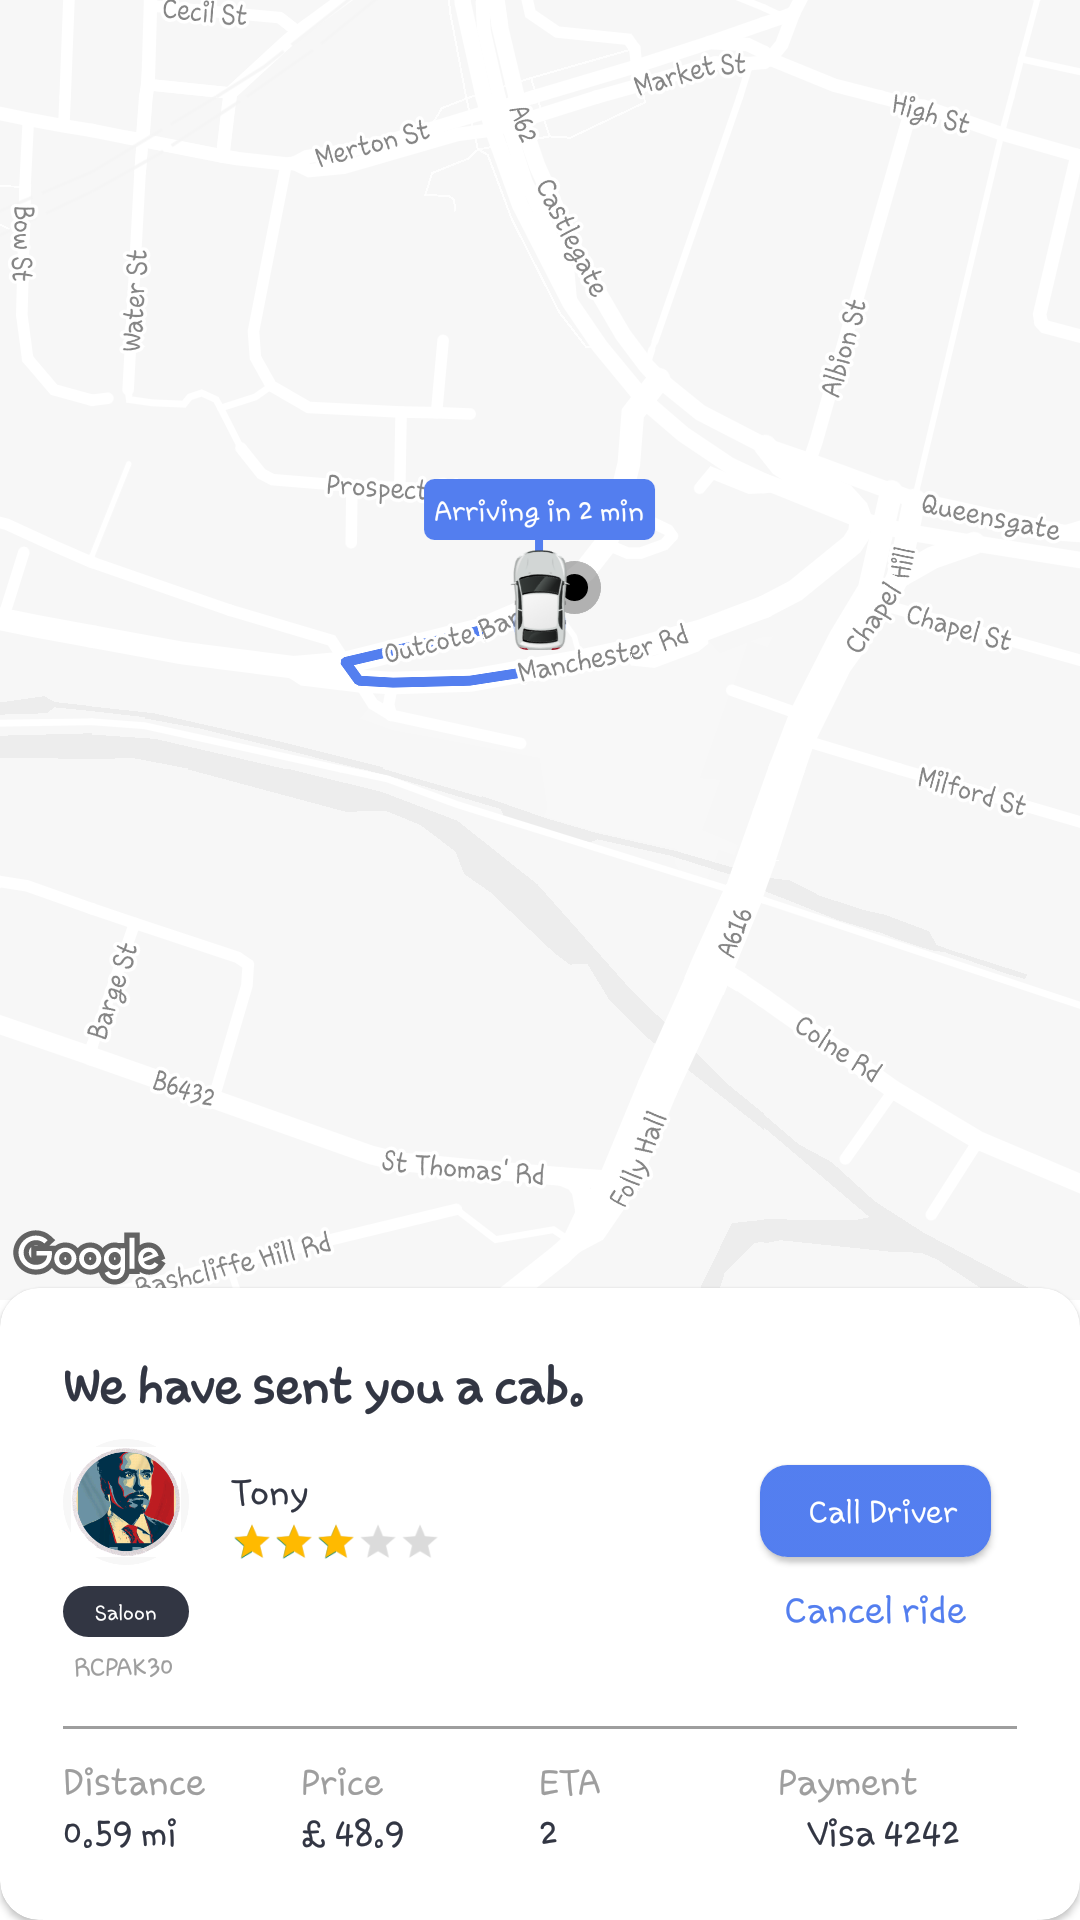 Cecil St
Market St
A62
High St
Merton St
Castlegate
Bow St
Water St
Albion St
Prospect
Arriving in 2 min
Queensgate
Chapel Hill
Chapel St
Outcote Ban
Manchester Rd
Milford St
A616
Barge St
Colne Rd
B6432
St Thomas' Rd
Folly Hall
Google
Bashcliffe Hill Rd
We have sent you a cab.
Tony
Call Driver
Saloon
Cancel ride
RCPAK30
Distance Price ETA Payment
0.59 mi £ 48.9 2 Visa 4242